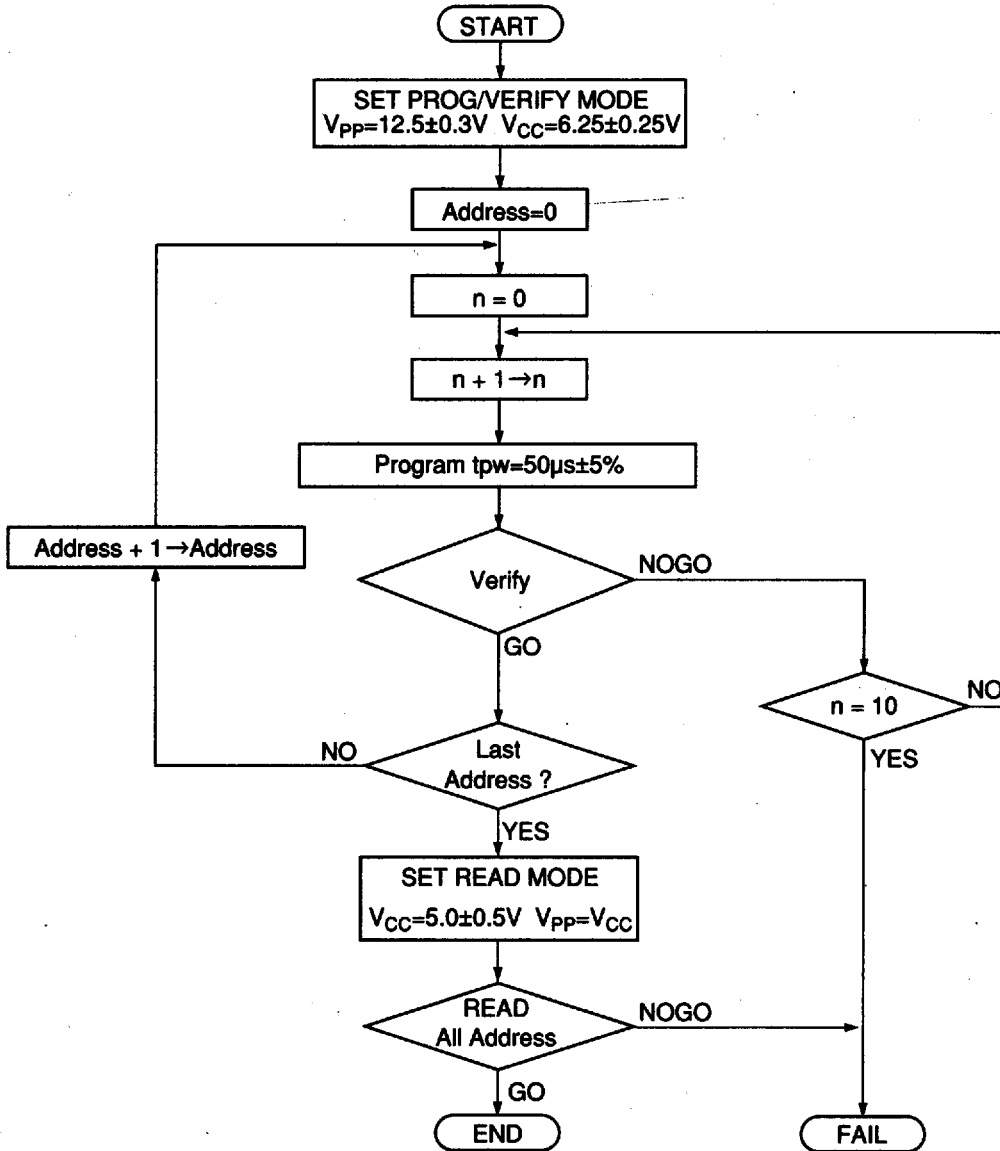 START
SET PROG/VERIFY MODE
VPP=12.5±0.3V VCC=6.25±0.25V
Address=0
n = 0
n + 1→n
Program tpw=50µs±5%
Address + 1→Address
Verify
NOGO
GO
n = 10
NO
YES
Last
Address ?
NO
YES
SET READ MODE
VCC=5.0±0.5V VPP=VCC
READ
All Address
NOGO
GO
END
FAIL